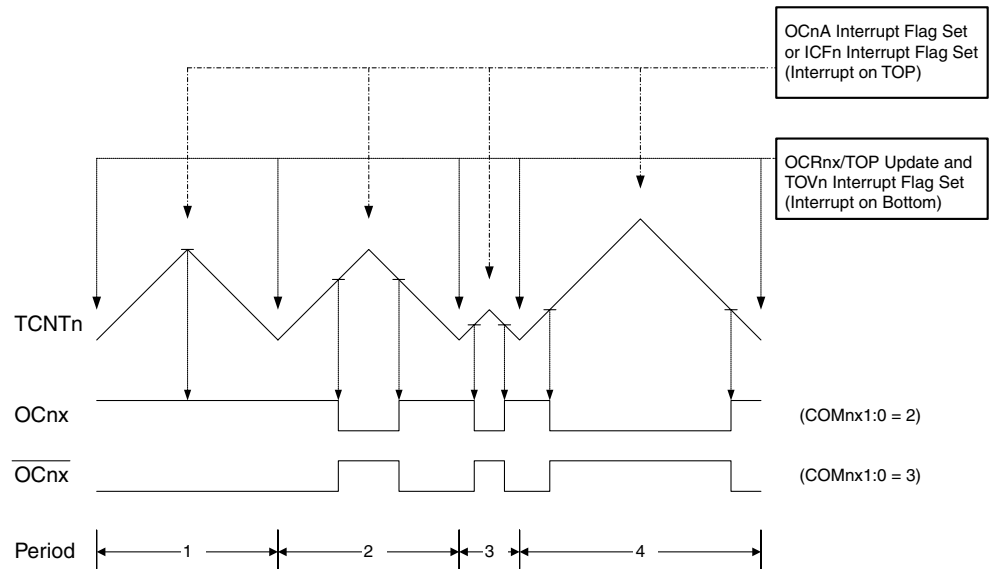 OCnA Interrupt Flag Set
or ICFn Interrupt Flag Set
(Interrupt on TOP)
OCRnx/TOP Update and
TOVn Interrupt Flag Set
(Interrupt on Bottom)
TCNTn
OCnx
(COMnx1:0 = 2)
OCnx
(COMnx1:0 = 3)
Period
1
2
3
4